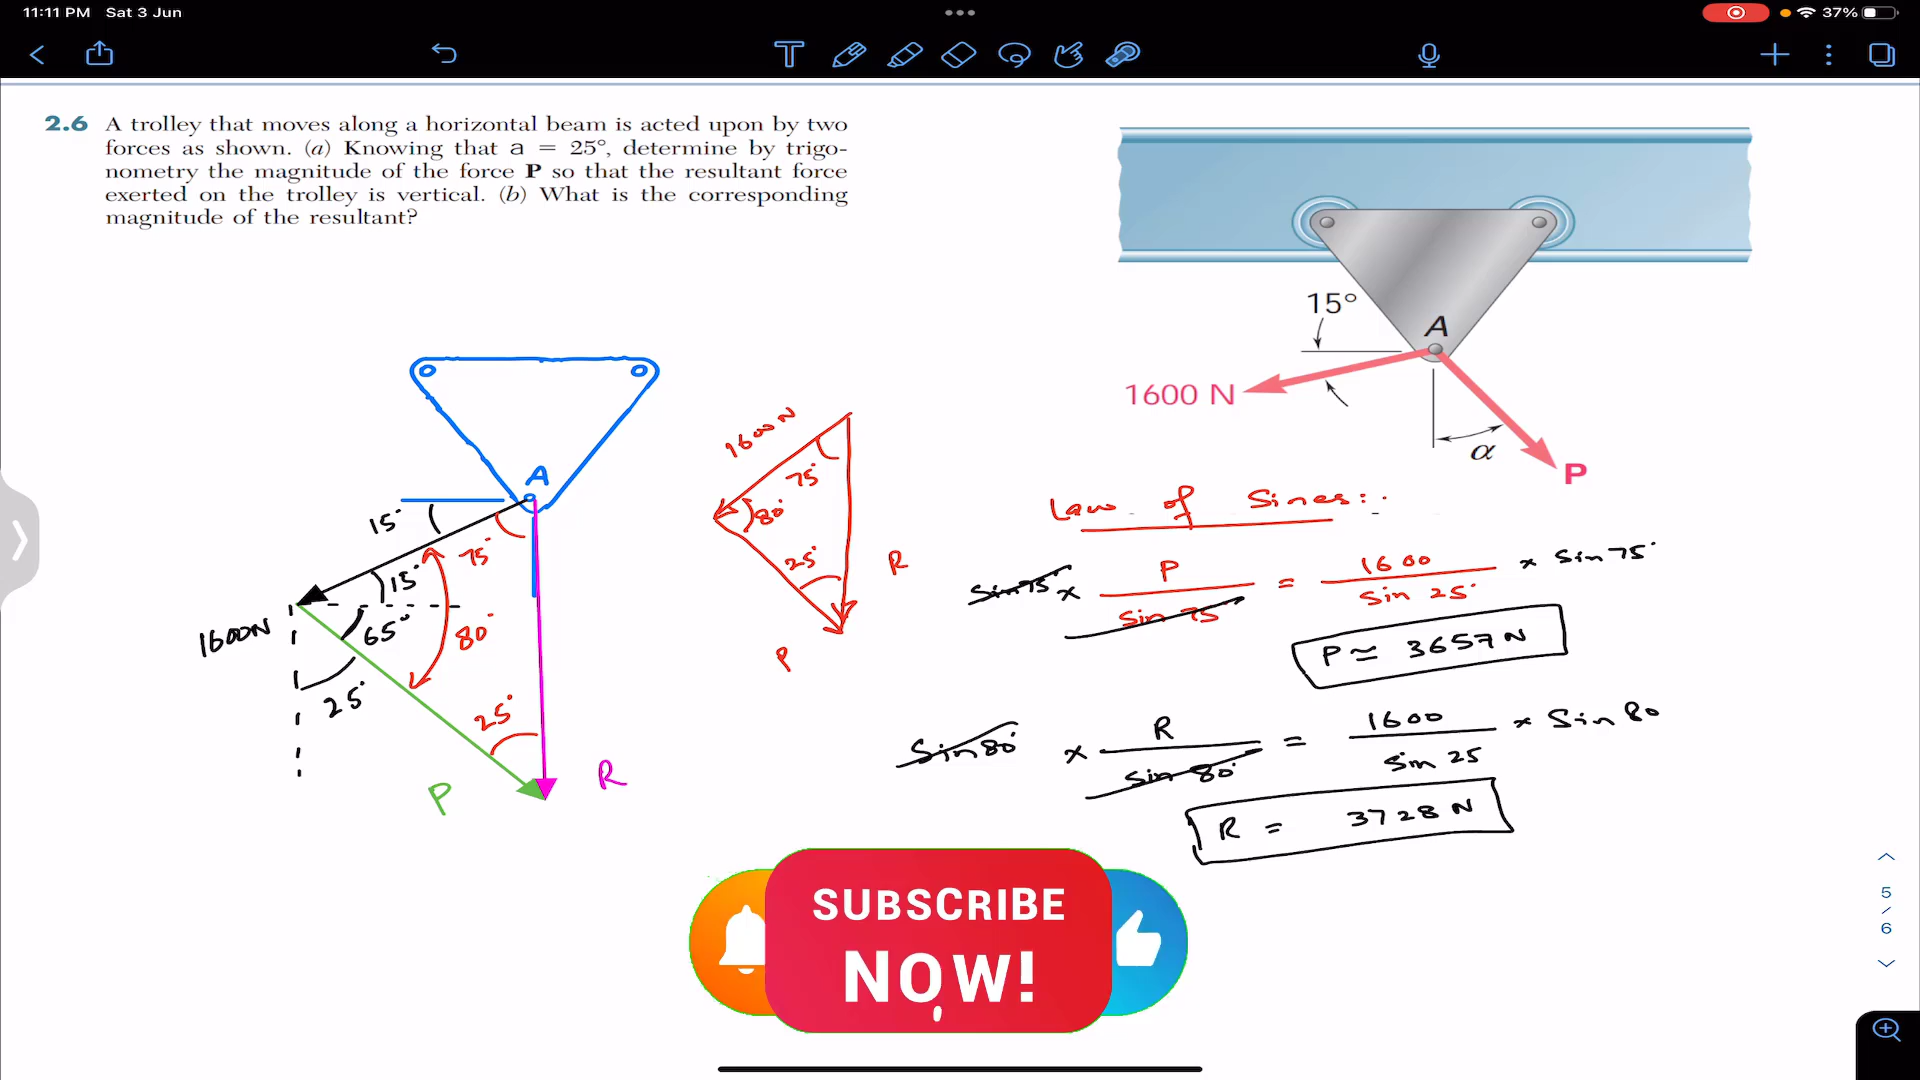 11:11 PM Sat 3 Jun
37%
2.6 A trolley that moves along a horizontal beam is acted upon by two
forces as shown. (a) Knowing that a = 25°, determine by trigo-
nometry the magnitude of the force P so that the resultant force
exerted on the trolley is vertical. (b) What is the corresponding
magnitude of the resultant?
15°
A
1600 N
α
P
A
15°
75°
15°
1600N
65°
80°
25°
25°
P
R
1600N
75°
80°
25°
R
P
Law of Sines:
Sin75° × P / Sin 75° = 1600 / Sin 25° × Sin75°
P ≃ 3657 N
Sin80° × R / Sin 80° = 1600 / Sin 25 × Sin 80
R = 3728 N
SUBSCRIBE
NOW!
5
/
6